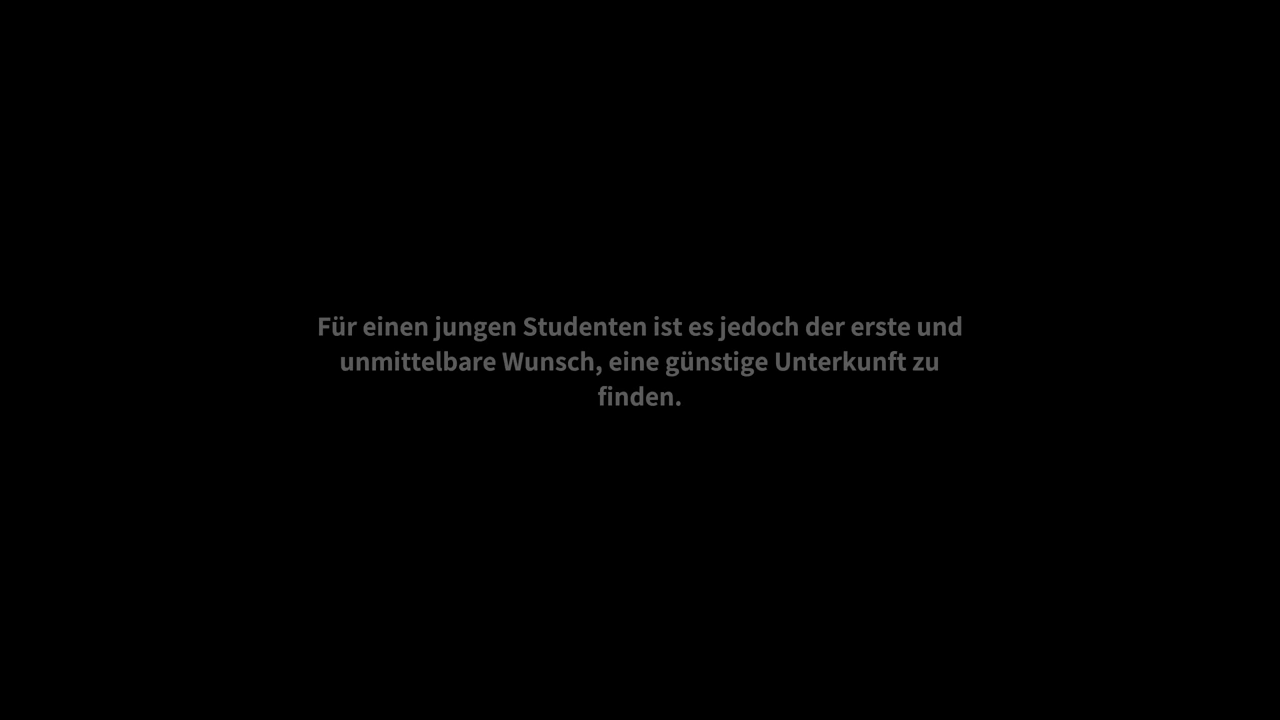 Für einen jungen Studenten ist es jedoch der erste und
unmittelbare Wunsch, eine günstige Unterkunft zu
finden.